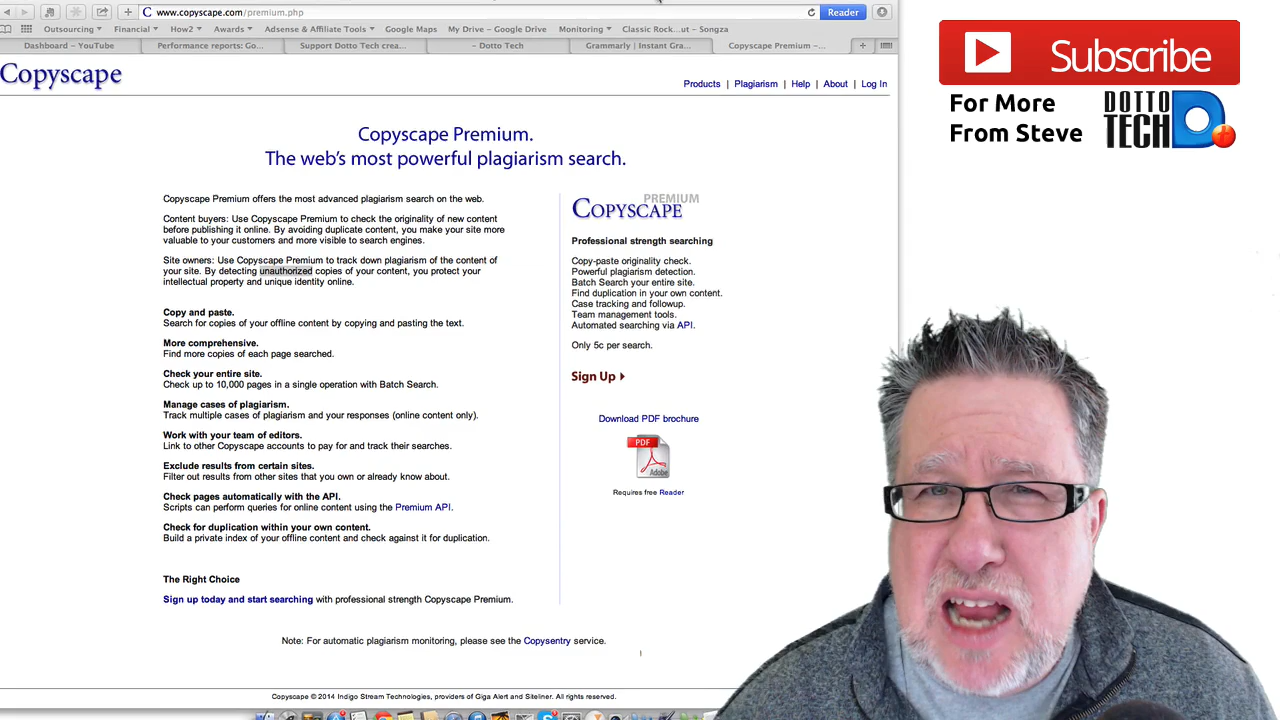 www.copyscape.com/premium.php
Reader
Outsourcing
Financial
How2
Awards
Adsense & Affiliate Tools
Google Maps
My Drive – Google Drive
Monitoring
Classic Rock...ut - Songza
Dashboard – YouTube
Performance reports: Go...
Support Dotto Tech crea...
– Dotto Tech
Grammarly | Instant Gra...
Copyscape Premium –...
Copyscape
Products | Plagiarism | Help | About | Log In
Copyscape Premium.
The web's most powerful plagiarism search.
Copyscape Premium offers the most advanced plagiarism search on the web.
Content buyers: Use Copyscape Premium to check the originality of new content
before publishing it online. By avoiding duplicate content, you make your site more
valuable to your customers and more visible to search engines.
Site owners: Use Copyscape Premium to track down plagiarism of the content of
your site. By detecting unauthorized copies of your content, you protect your
intellectual property and unique identity online.
Copy and paste.
Search for copies of your offline content by copying and pasting the text.
More comprehensive.
Find more copies of each page searched.
Check your entire site.
Check up to 10,000 pages in a single operation with Batch Search.
Manage cases of plagiarism.
Track multiple cases of plagiarism and your responses (online content only).
Work with your team of editors.
Link to other Copyscape accounts to pay for and track their searches.
Exclude results from certain sites.
Filter out results from other sites that you own or already know about.
Check pages automatically with the API.
Scripts can perform queries for online content using the Premium API.
Check for duplication within your own content.
Build a private index of your offline content and check against it for duplication.
The Right Choice
Sign up today and start searching with professional strength Copyscape Premium.
PREMIUM
COPYSCAPE
Professional strength searching
Copy-paste originality check.
Powerful plagiarism detection.
Batch Search your entire site.
Find duplication in your own content.
Case tracking and followup.
Team management tools.
Automated searching via API.
Only 5c per search.
Sign Up
Download PDF brochure
PDF
Adobe
Requires free Reader
Note: For automatic plagiarism monitoring, please see the Copysentry service.
Copyscape © 2014 Indigo Stream Technologies, providers of Giga Alert and Siteliner. All rights reserved.
Subscribe
For More
From Steve
DOTTO
TECH